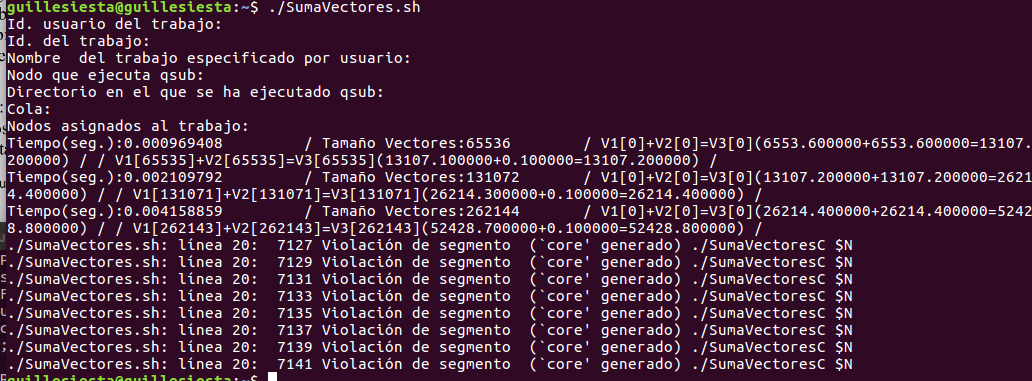 guillesiesta@guillesiesta:~$ ./SumaVectores.sh
Id. usuario del trabajo:
Id. del trabajo:
Nombre  del trabajo especificado por usuario:
Nodo que ejecuta qsub:
Directorio en el que se ha ejecutado qsub:
Cola:
Nodos asignados al trabajo:
Tiempo(seg.):0.000969408         / Tamaño Vectores:65536        / V1[0]+V2[0]=V3[0](6553.600000+6553.600000=13107.
200000) / / V1[65535]+V2[65535]=V3[65535](13107.100000+0.100000=13107.200000) /
Tiempo(seg.):0.002109792         / Tamaño Vectores:131072       / V1[0]+V2[0]=V3[0](13107.200000+13107.200000=2621
4.400000) / / V1[131071]+V2[131071]=V3[131071](26214.300000+0.100000=26214.400000) /
Tiempo(seg.):0.004158859         / Tamaño Vectores:262144       / V1[0]+V2[0]=V3[0](26214.400000+26214.400000=5242
8.800000) / / V1[262143]+V2[262143]=V3[262143](52428.700000+0.100000=52428.800000) /
./SumaVectores.sh: línea 20:  7127 Violación de segmento  (`core' generado) ./SumaVectoresC $N
./SumaVectores.sh: línea 20:  7129 Violación de segmento  (`core' generado) ./SumaVectoresC $N
./SumaVectores.sh: línea 20:  7131 Violación de segmento  (`core' generado) ./SumaVectoresC $N
./SumaVectores.sh: línea 20:  7133 Violación de segmento  (`core' generado) ./SumaVectoresC $N
./SumaVectores.sh: línea 20:  7135 Violación de segmento  (`core' generado) ./SumaVectoresC $N
./SumaVectores.sh: línea 20:  7137 Violación de segmento  (`core' generado) ./SumaVectoresC $N
./SumaVectores.sh: línea 20:  7139 Violación de segmento  (`core' generado) ./SumaVectoresC $N
./SumaVectores.sh: línea 20:  7141 Violación de segmento  (`core' generado) ./SumaVectoresC $N
guillesiesta@guillesiesta:~$